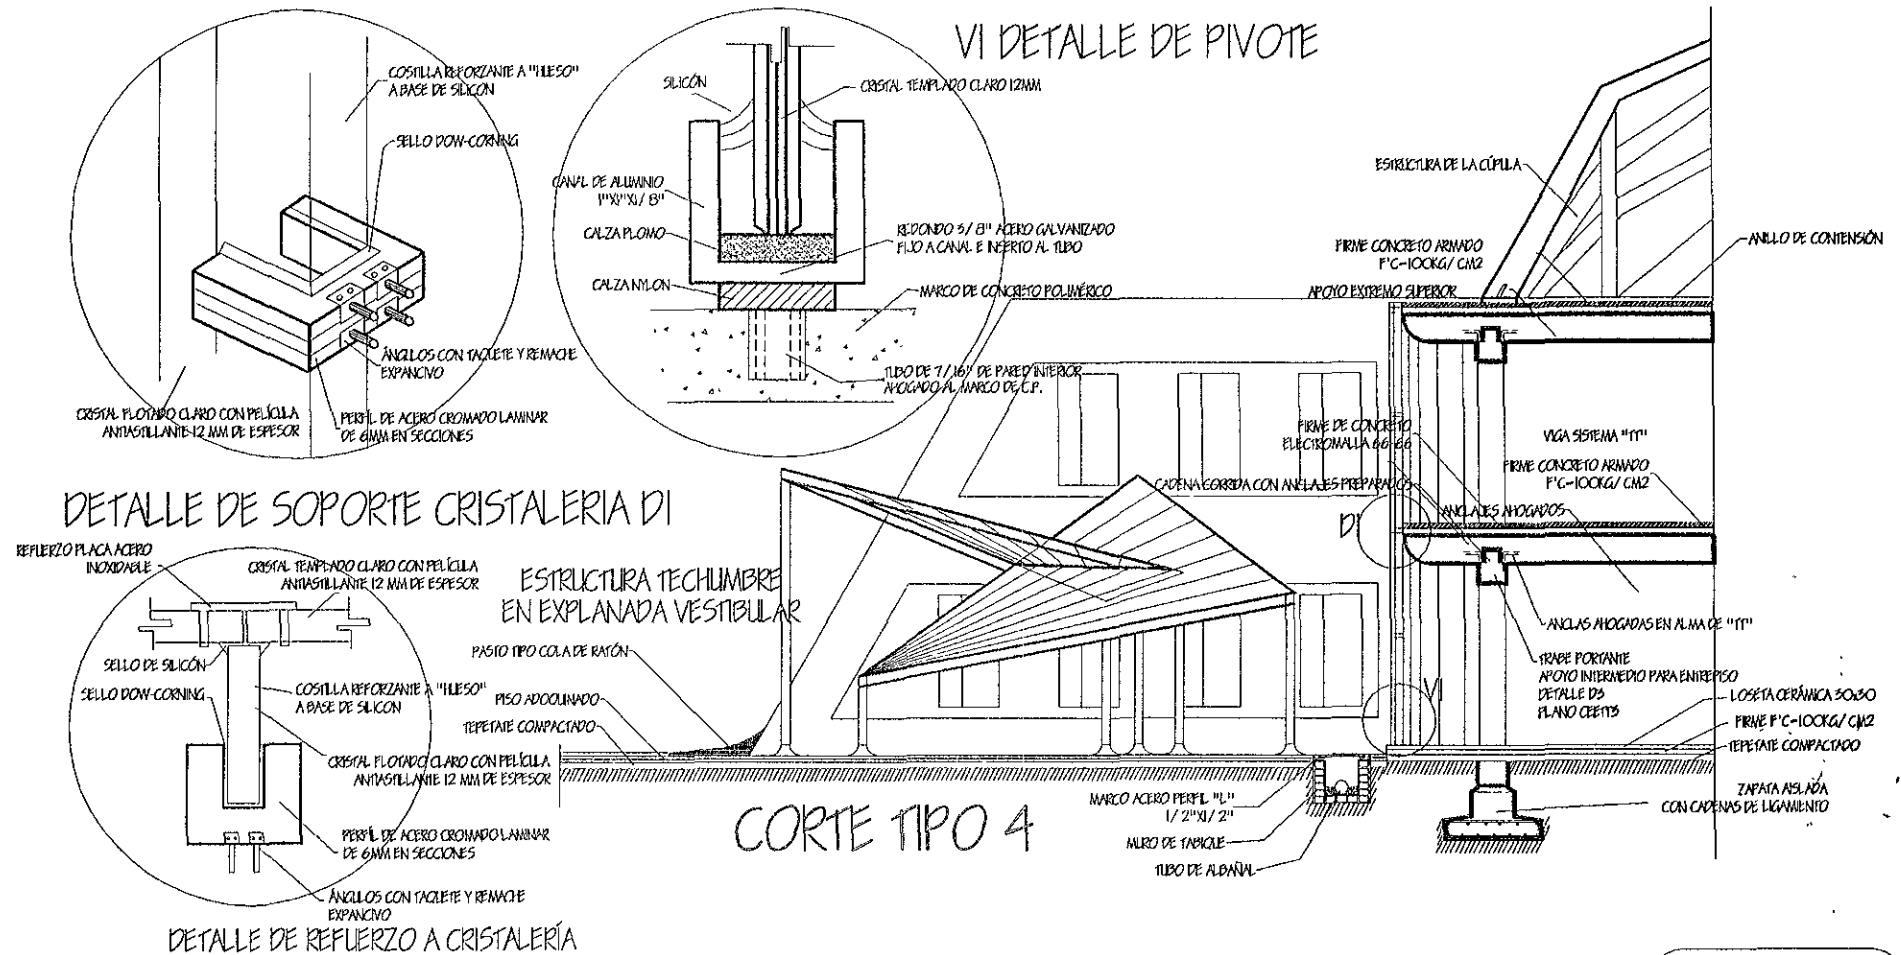 VI DETALLE DE PIVOTE
COSTILLA REFORZANTE A "HUESO"
A BASE DE SILICON
SELLO DOW-CORNING
ÁNGULOS CON TAQUETE Y REMACHE
EXPANCIVO
CRISTAL FLOTADO CLARO CON PELÍCULA
ANTIASTILLANTE 12 MM DE ESPESOR
PERFIL DE ACERO CROMADO LAMINAR
DE 6MM EN SECCIONES
DETALLE DE SOPORTE CRISTALERIA DI
SILICÓN
CRISTAL TEMPLADO CLARO 12MM
CANAL DE ALUMINIO
1"X1"X1/8"
CALZA PLOMO
REDONDO 3/8" ACERO GALVANIZADO
FIJO A CANAL E INSERTO AL TUBO
CALZA NYLON
MARCO DE CONCRETO POLIMÉRICO
TUBO DE 7/16" DE PARED INTERIOR
AHOGADO AL MARCO DE C.P.
ESTRUCTURA DE LA CÚPULA
ANILLO DE CONTENSIÓN
FIRME CONCRETO ARMADO
F'C=100KG/CM2
APOYO EXTREMO SUPERIOR
FIRME DE CONCRETO
ELECTROMALLA 66-66
VIGA SISTEMA "TT"
FIRME CONCRETO ARMADO
F'C=100KG/CM2
CADENA CORRIDA CON ANCLAJES PREPARADOS
ANCLAJES AHOGADOS
DI
ANCLAS AHOGADAS EN ALMA DE "TT"
TRABE PORTANTE
APOYO INTERMEDIO PARA ENTREPISO
DETALLE D3
PLANO CEETT3
VI
LOSETA CERÁMICA 30x30
FIRME F'C=100KG/CM2
TEPETATE COMPACTADO
ZAPATA AISLADA
CON CADENAS DE LIGAMIENTO
ESTRUCTURA TECHUMBRE
EN EXPLANADA VESTIBULAR
PASTO TIPO COLA DE RATÓN
PISO ADOQUINADO
TEPETATE COMPACTADO
MARCO ACERO PERFIL "L"
1/2"X1/2"
MURO DE TABIQUE
TUBO DE ALBAÑAL
CORTE TIPO 4
REFUERZO PLACA ACERO
INOXIDABLE
CRISTAL TEMPLADO CLARO CON PELÍCULA
ANTIASTILLANTE 12 MM DE ESPESOR
SELLO DE SILICÓN
SELLO DOW-CORNING
COSTILLA REFORZANTE A "HUESO"
A BASE DE SILICON
CRISTAL FLOTADO CLARO CON PELÍCULA
ANTIASTILLANTE 12 MM DE ESPESOR
PERFIL DE ACERO CROMADO LAMINAR
DE 6MM EN SECCIONES
ÁNGULOS CON TAQUETE Y REMACHE
EXPANCIVO
DETALLE DE REFUERZO A CRISTALERÍA